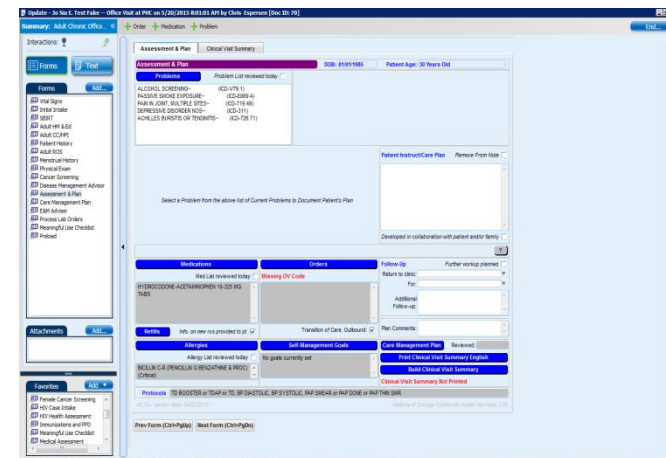 Update - Jo Sia E. Test Fake -- Office Visit at PHC on 5/20/2015 8:01:01 AM by Chris Espersen [Doc ID: 70]
Summary: Adult Chronic Office...
Order
Medication
Problem
End...
Interactions:
Forms
Text
Forms
Add...
Vital Signs
Initial Intake
SBIRT
Adult HM & Ed
Adult CC/HPI
Patient History
Adult ROS
Menstrual History
Physical Exam
Cancer Screening
Disease Management Advisor
Assessment & Plan
Care Management Plan
E&M Advisor
Process Lab Orders
Meaningful Use Checklist
Preload
Attachments
Add...
Favorites
Add
Female Cancer Screening
HIV Case Intake
HIV Health Assessment
Immunizations and PPD
Meaningful Use Checklist
Medical Assessment
Assessment & Plan
Clinical Visit Summary
Assessment & Plan
DOB: 01/01/1985
Patient Age: 30 Years Old
Problems
Problem List reviewed today
ALCOHOL SCREENING- (ICD-V79.1)
PASSIVE SMOKE EXPOSURE- (ICD-E869.4)
PAIN IN JOINT, MULTIPLE SITES- (ICD-719.49)
DEPRESSIVE DISORDER NOS- (ICD-311)
ACHILLES BURSITIS OR TENDINITIS- (ICD-726.71)
Select a Problem from the above list of Current Problems to Document Patient's Plan
Patient Instruct/Care Plan
Remove From Note
Developed in collaboration with patient and/or family
?
Medications
Med List reviewed today
HYDROCODONE-ACETAMINOPHEN 10-325 MG TABS
Refills
Info. on new rxs provided to pt.
Orders
Missing OV Code
Transition of Care, Outbound:
Follow-Up
Further workup planned
Return to clinic:
For:
Additional Follow-up:
Plan Comments:
Allergies
Allergy List reviewed today
BICILLIN C-R (PENICILLIN G BENZATHINE & PROC) (Critical)
Self-Management Goals
No goals currently set
Care Management Plan
Reviewed:
Print Clinical Visit Summary English
Build Clinical Visit Summary
Clinical Visit Summary Not Printed
Protocols
TD BOOSTER or TDAP or TD, BP DIASTOLIC, BP SYSTOLIC, PAP SMEAR or PAP DONE or PAP THIN SMR.
Alliance of Chicago Community Health Services, LLC
Prev Form (Ctrl+PgUp)
Next Form (Ctrl+PgDn)